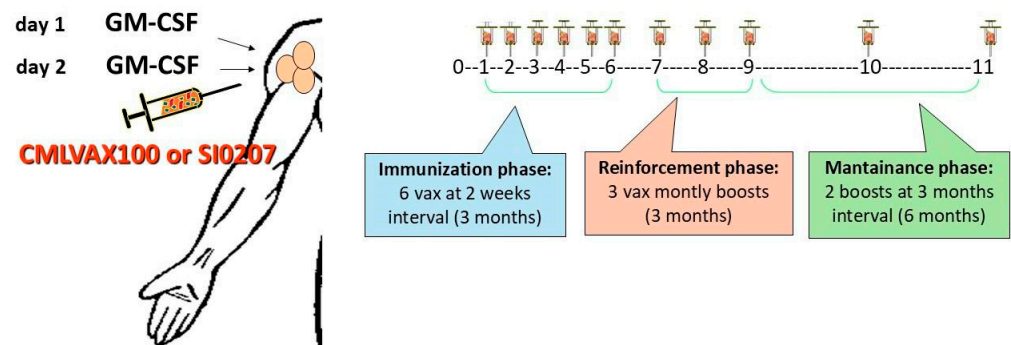 day 1 GM-CSF
day 2 GM-CSF
CMLVAX100 or SI0207
0--1--2--3--4--5--6-----7-----8-----9---------------10---------------11
Immunization phase:
6 vax at 2 weeks
interval (3 months)
Reinforcement phase:
3 vax montly boosts
(3 months)
Mantainance phase:
2 boosts at 3 months
interval (6 months)